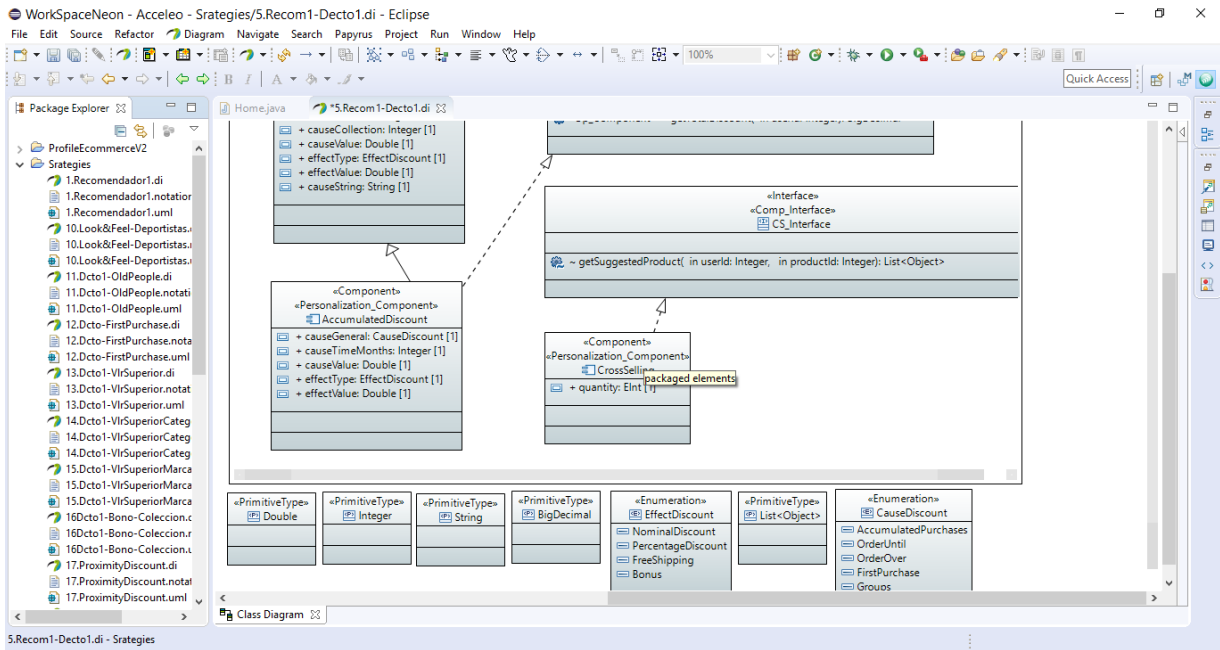 WorkSpaceNeon - Acceleo - Srategies/5.Recom1-Decto1.di - Eclipse
File Edit Source Refactor Diagram Navigate Search Papyrus Project Run Window Help
100%
B I A
Quick Access
Package Explorer
Home.java
*5.Recom1-Decto1.di
ProfileEcommerceV2
Srategies
1.Recomendador1.di
1.Recomendador1.notation
1.Recomendador1.uml
10.Look&Feel-Deportistas.
10.Look&Feel-Deportistas.
10.Look&Feel-Deportistas.
11.Dcto1-OldPeople.di
11.Dcto1-OldPeople.notati
11.Dcto1-OldPeople.uml
12.Dcto-FirstPurchase.di
12.Dcto-FirstPurchase.nota
12.Dcto-FirstPurchase.uml
13.Dcto1-VlrSuperior.di
13.Dcto1-VlrSuperior.notat
13.Dcto1-VlrSuperior.uml
14.Dcto1-VlrSuperiorCateg
14.Dcto1-VlrSuperiorCateg
14.Dcto1-VlrSuperiorCateg
15.Dcto1-VlrSuperiorMarca
15.Dcto1-VlrSuperiorMarca
15.Dcto1-VlrSuperiorMarca
16Dcto1-Bono-Coleccion.
16Dcto1-Bono-Coleccion.
16Dcto1-Bono-Coleccion.
17.ProximityDiscount.di
17.ProximityDiscount.notat
17.ProximityDiscount.uml
+ causeCollection: Integer [1]
+ causeValue: Double [1]
+ effectType: EffectDiscount [1]
+ effectValue: Double [1]
+ causeString: String [1]
«Interface»
«Comp_Interface»
CS_Interface
~ getSuggestedProduct( in userId: Integer, in productId: Integer): List<Object>
«Component»
«Personalization_Component»
AccumulatedDiscount
+ causeGeneral: CauseDiscount [1]
+ causeTimeMonths: Integer [1]
+ causeValue: Double [1]
+ effectType: EffectDiscount [1]
+ effectValue: Double [1]
«Component»
«Personalization_Component»
CrossSelling
packaged elements
+ quantity: EInt [1]
«PrimitiveType»
Double
«PrimitiveType»
Integer
«PrimitiveType»
String
«PrimitiveType»
BigDecimal
«Enumeration»
EffectDiscount
NominalDiscount
PercentageDiscount
FreeShipping
Bonus
«PrimitiveType»
List<Object>
«Enumeration»
CauseDiscount
AccumulatedPurchases
OrderUntil
OrderOver
FirstPurchase
Groups
Class Diagram
5.Recom1-Decto1.di - Srategies